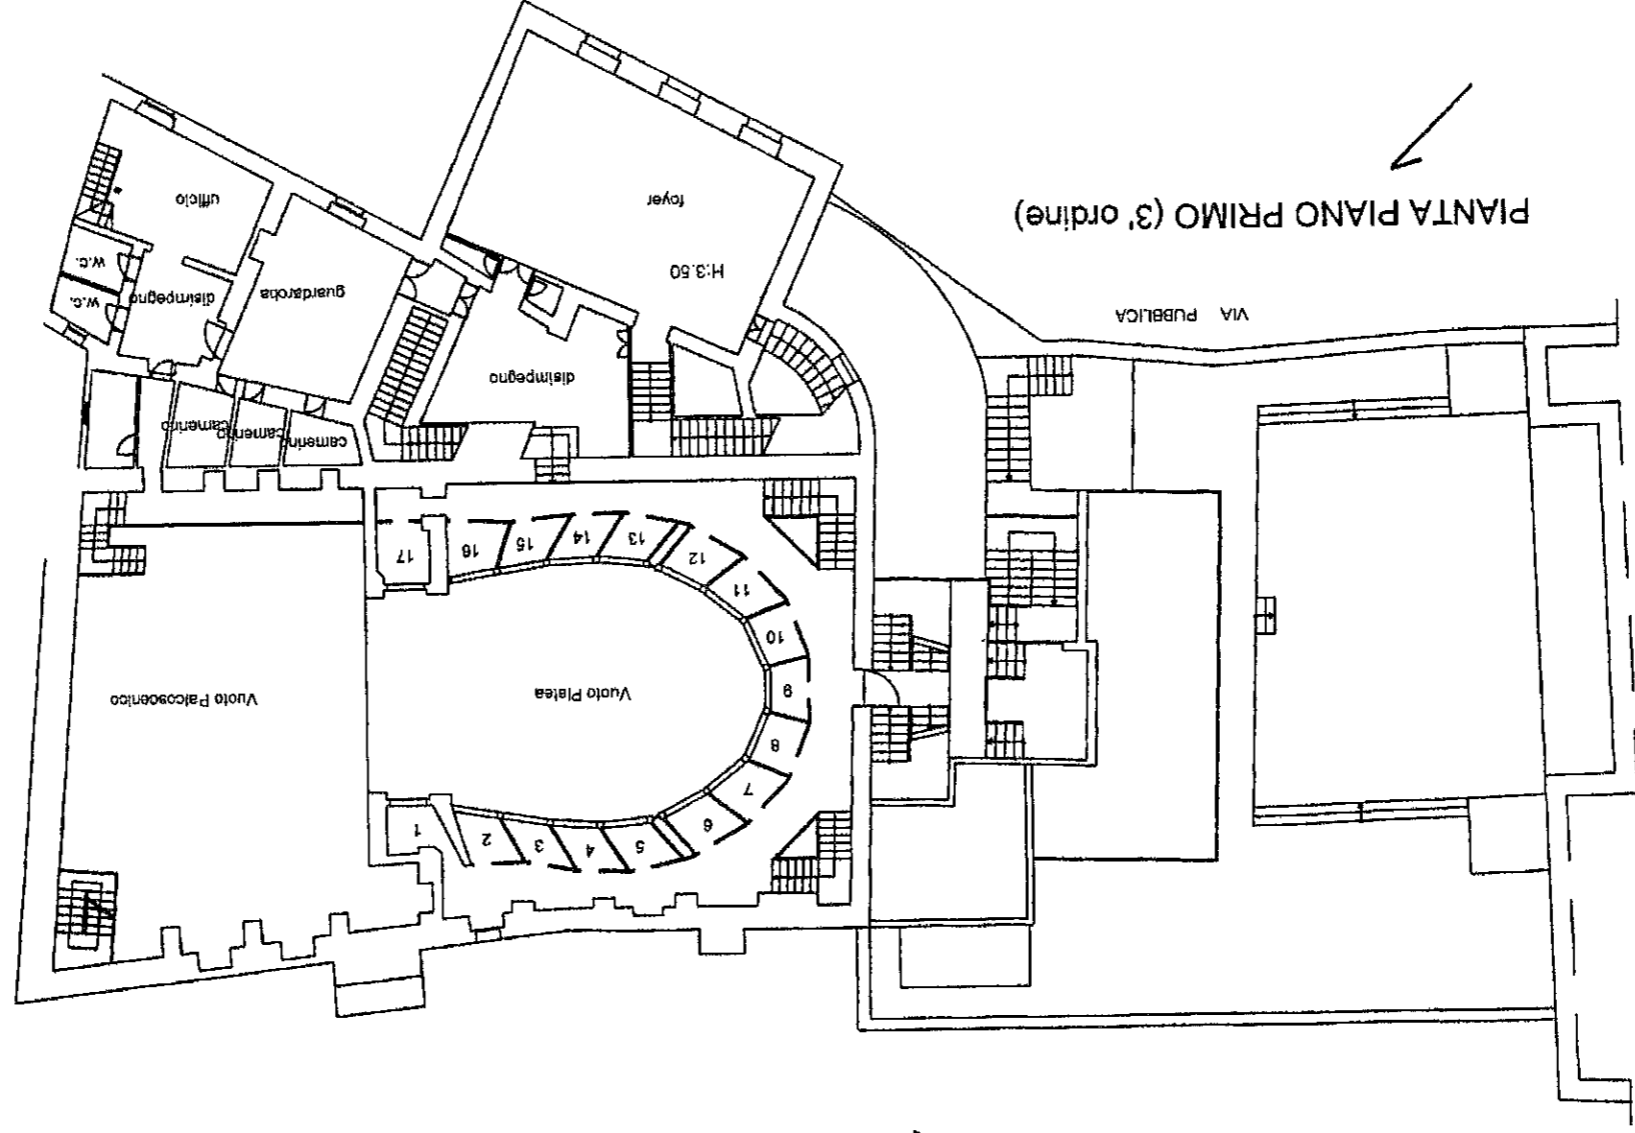 PIANTA PIANO PRIMO (3' ordine)
VIA PUBBLICA
foyer
H:3.50
disimpegno
guardaroba
ufficio
disimpegno
W.C.
W.C.
camerino
camerino
camerino
Vuoto Platea
Vuoto Palcoscenico
1
2
3
4
5
6
7
8
9
10
11
12
13
14
15
16
17